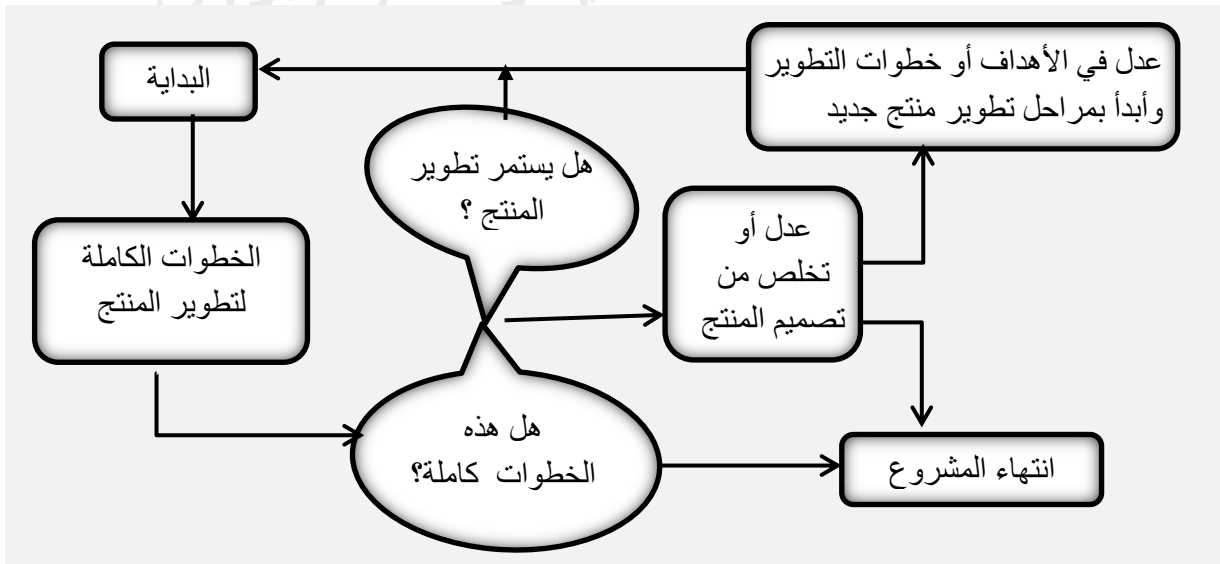 البداية
عدل في الأهداف أو خطوات التطوير
وأبدأ بمراحل تطوير منتج جديد
هل يستمر تطوير
المنتج ؟
عدل أو
تخلص من
تصميم المنتج
الخطوات الكاملة
لتطوير المنتج
هل هذه
الخطوات كاملة؟
انتهاء المشروع